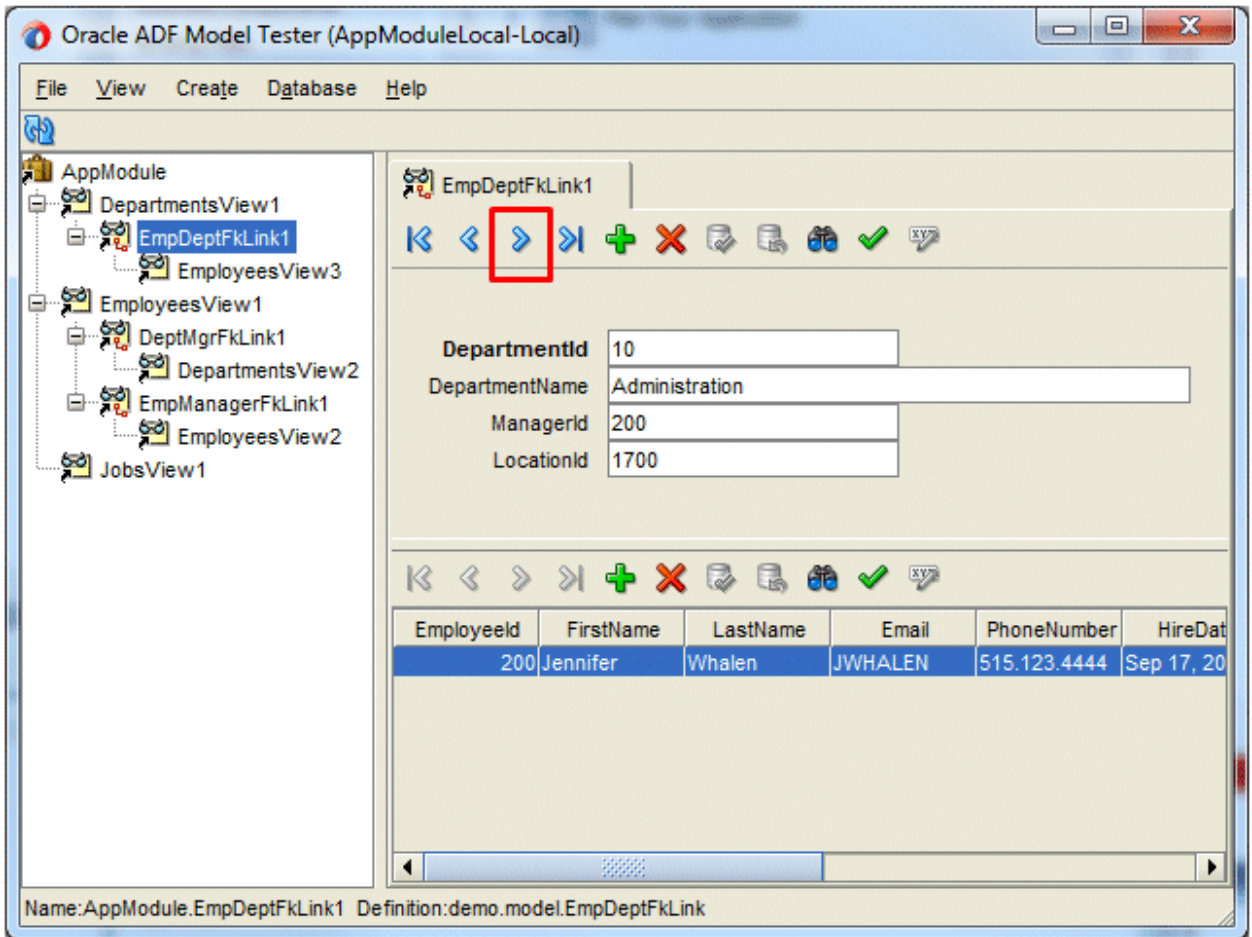 Oracle ADF Model Tester (AppModuleLocal-Local)
File View Create Database Help
AppModule
DepartmentsView1
EmpDeptFkLink1
EmployeesView3
EmployeesView1
DeptMgrFkLink1
DepartmentsView2
EmpManagerFkLink1
EmployeesView2
JobsView1
EmpDeptFkLink1
DepartmentId 10
DepartmentName Administration
ManagerId 200
LocationId 1700
EmployeeId FirstName LastName Email PhoneNumber HireDat
200 Jennifer Whalen JWHALEN 515.123.4444 Sep 17, 20
Name:AppModule.EmpDeptFkLink1 Definition:demo.model.EmpDeptFkLink